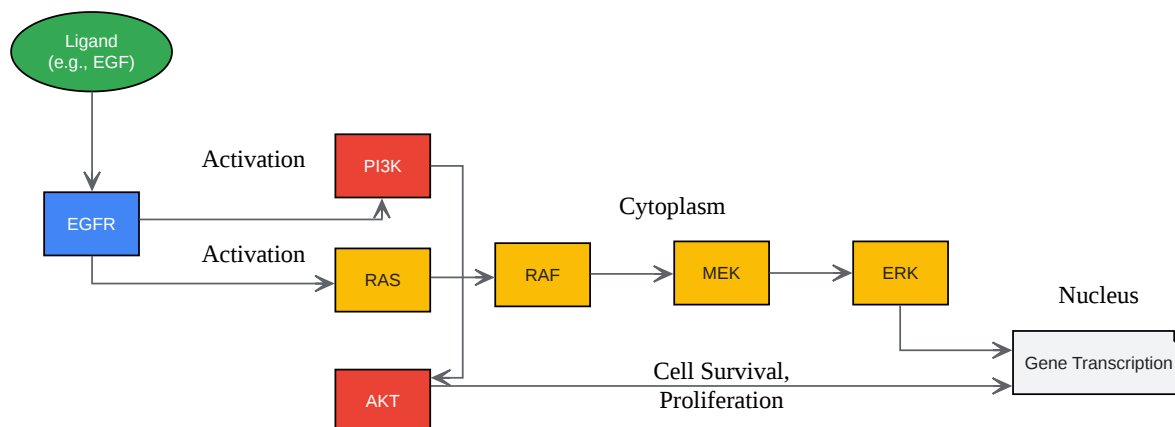 Ligand
(e.g., EGF)
Activation
PI3K
EGFR
Cytoplasm
Activation
RAS
RAF
MEK
ERK
Nucleus
Gene Transcription
Cell Survival,
Proliferation
AKT